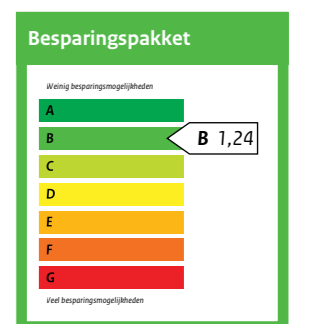 Besparingspakket
Weinig besparingsmogelijkheden
A
B
B 1,24
C
D
E
F
G
Veel besparingsmogelijkheden